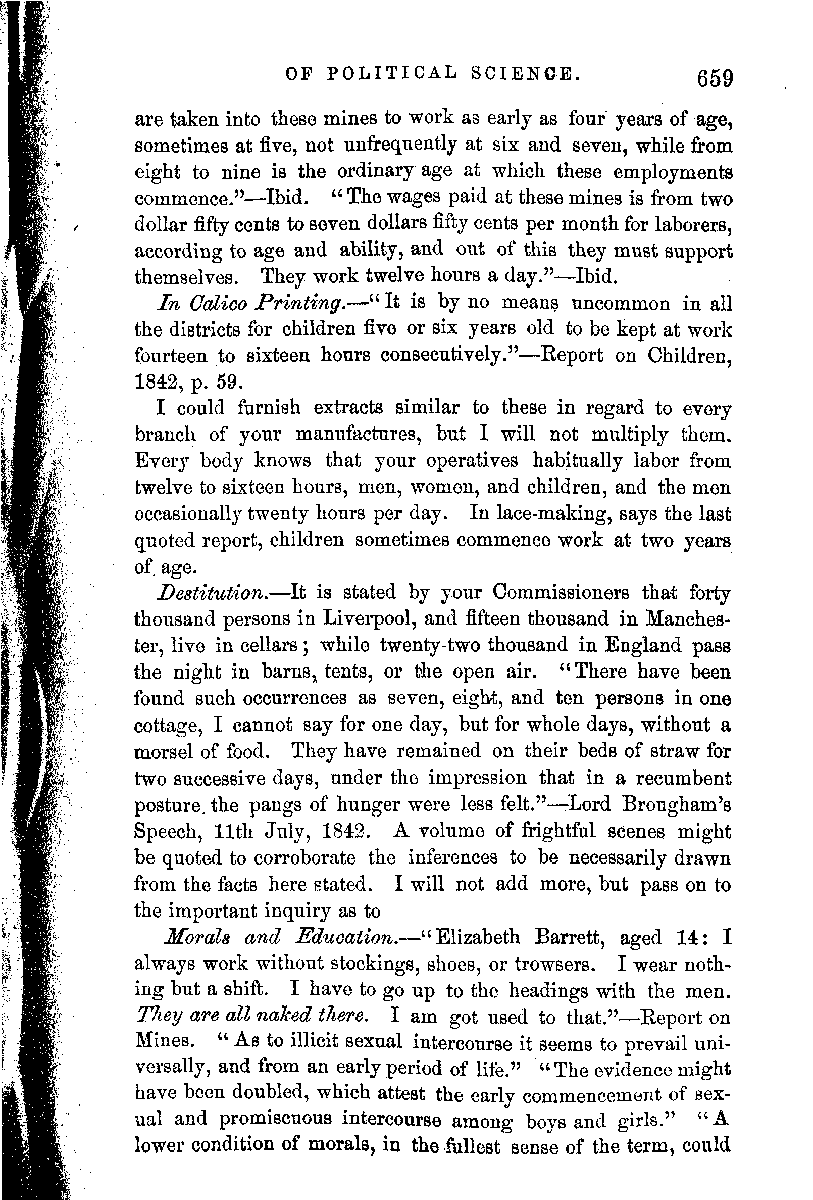 OF POLITICAL SCIENCE. 659
are taken into these mines to work as early as four years of age,
sometimes at five, not unfrequently at six and seven, while from
eight to nine is the ordinary age at which these employments
commence."—Ibid. "The wages paid at these mines is from two
dollar fifty cents to seven dollars fifty cents per month for laborers,
according to age and ability, and out of this they must support
themselves. They work twelve hours a day."—Ibid.
In Calico Printing.—"It is by no means uncommon in all
the districts for children five or six years old to be kept at work
fourteen to sixteen hours consecutively."—Report on Children,
1842, p. 59.
I could furnish extracts similar to these in regard to every
branch of your manufactures, but I will not multiply them.
Every body knows that your operatives habitually labor from
twelve to sixteen hours, men, women, and children, and the men
occasionally twenty hours per day. In lace-making, says the last
quoted report, children sometimes commence work at two years
of age.
Destitution.—It is stated by your Commissioners that forty
thousand persons in Liverpool, and fifteen thousand in Manches-
ter, live in cellars; while twenty-two thousand in England pass
the night in barns, tents, or the open air. "There have been
found such occurrences as seven, eight, and ten persons in one
cottage, I cannot say for one day, but for whole days, without a
morsel of food. They have remained on their beds of straw for
two successive days, under the impression that in a recumbent
posture the pangs of hunger were less felt."—Lord Brougham's
Speech, 11th July, 1842. A volume of frightful scenes might
be quoted to corroborate the inferences to be necessarily drawn
from the facts here stated. I will not add more, but pass on to
the important inquiry as to
Morals and Education.—"Elizabeth Barrett, aged 14: I
always work without stockings, shoes, or trowsers. I wear noth-
ing but a shift. I have to go up to the headings with the men.
They are all naked there. I am got used to that."—Report on
Mines. "As to illicit sexual intercourse it seems to prevail uni-
versally, and from an early period of life." "The evidence might
have been doubled, which attest the early commencement of sex-
ual and promiscuous intercourse among boys and girls." "A
lower condition of morals, in the fullest sense of the term, could